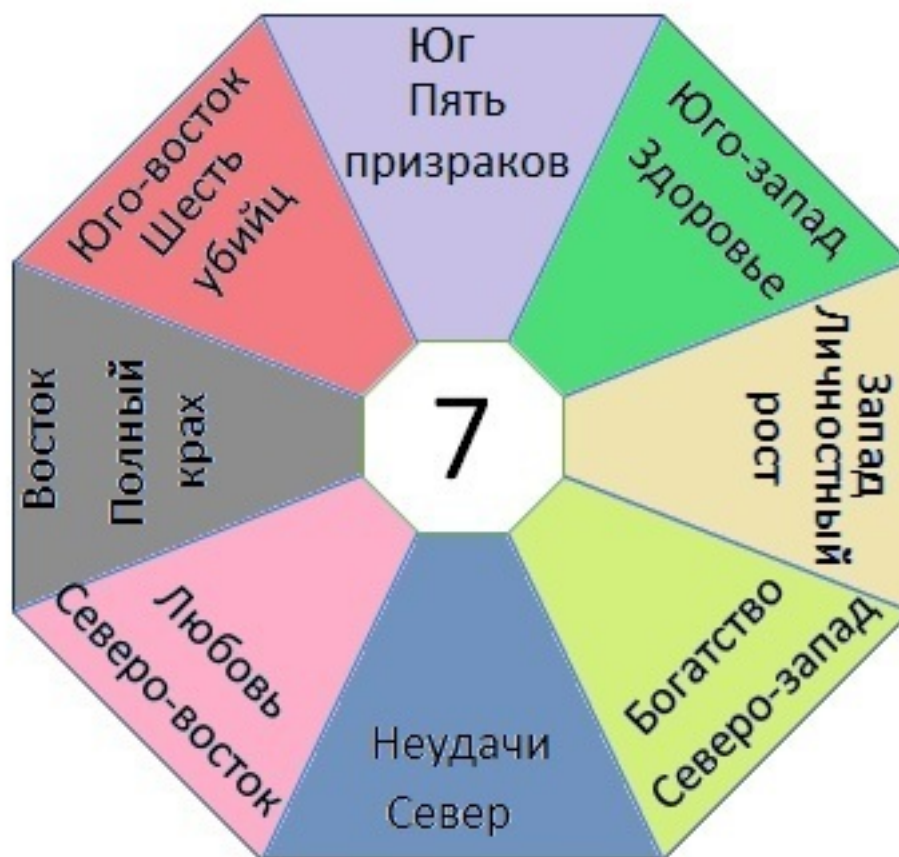 Юг
Пять
призраков
Юго-запад
Здоровье
Запад
Личностный
рост
Богатство
Северо-запад
Неудачи
Север
Любовь
Северо-восток
Восток
Полный
крах
Юго-восток
Шесть
убийц
7